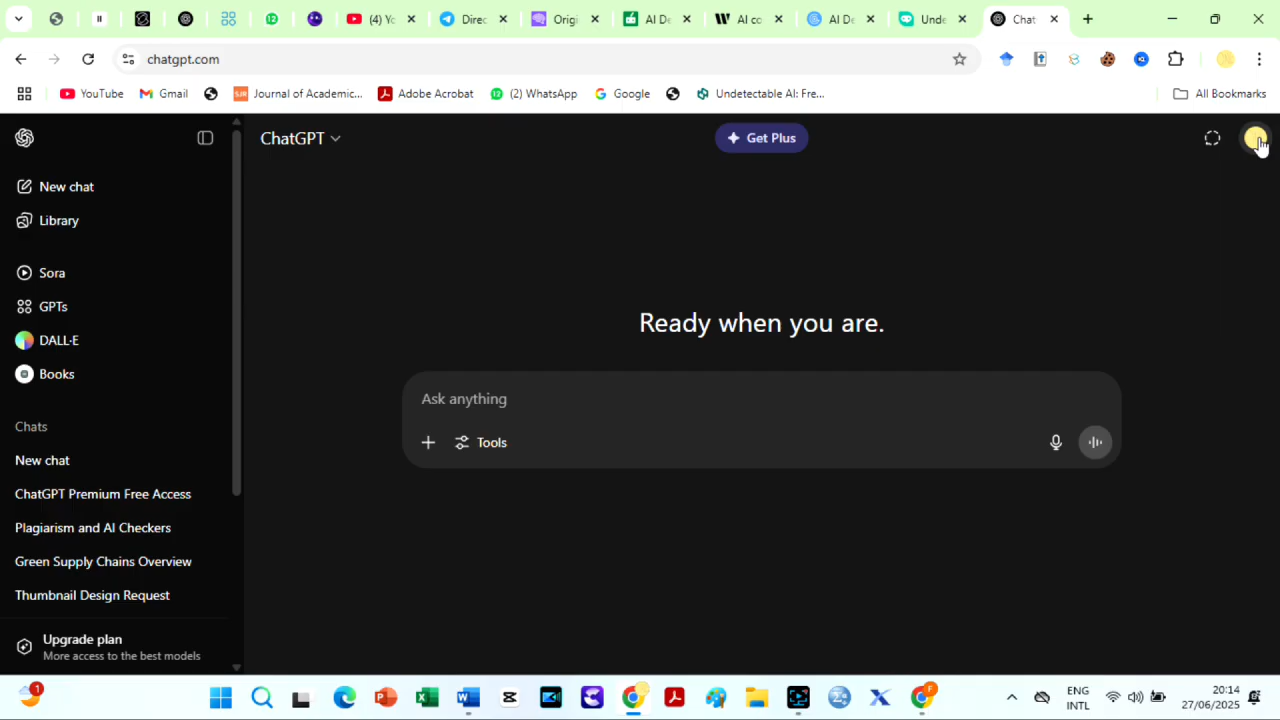 (4) Yo
Direc
Origi
AI De
AI co
AI De
Unde
Chat
chatgpt.com
YouTube
Gmail
Journal of Academic...
Adobe Acrobat
(2) WhatsApp
Google
Undetectable AI: Fre...
All Bookmarks
ChatGPT
Get Plus
New chat
Library
Sora
GPTs
DALL·E
Books
Chats
New chat
ChatGPT Premium Free Access
Plagiarism and AI Checkers
Green Supply Chains Overview
Thumbnail Design Request
Upgrade plan
More access to the best models
Ready when you are.
Ask anything
Tools
1
ENG
INTL
20:14
27/06/2025